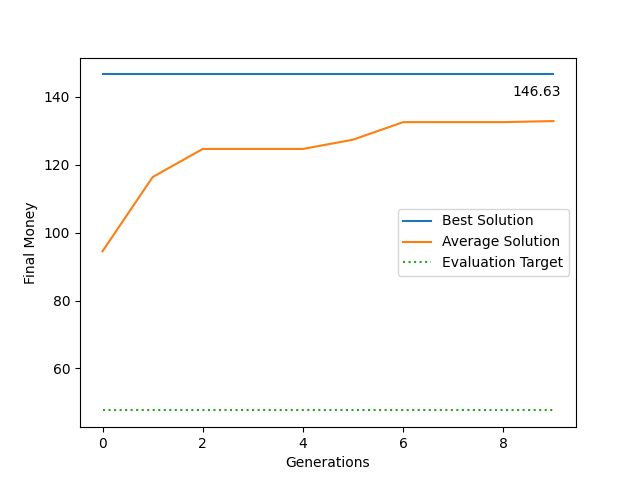 140
120
100
80
60
Final Money
146.63
Best Solution
Average Solution
Evaluation Target
0 2 4 6 8
Generations